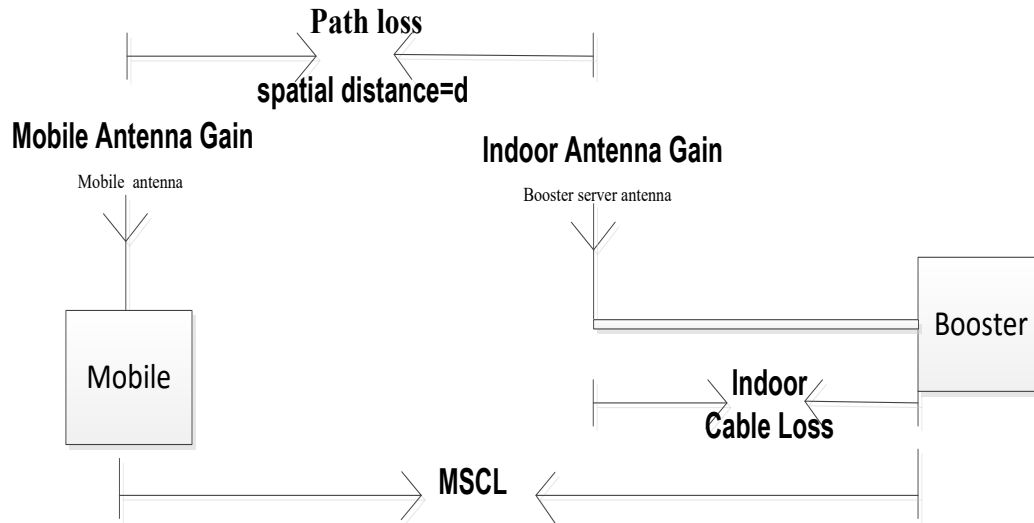 Path loss
spatial distance=d
Mobile Antenna Gain
Indoor Antenna Gain
Mobile antenna
Booster server antenna
Booster
Mobile
Indoor
Cable Loss
MSCL